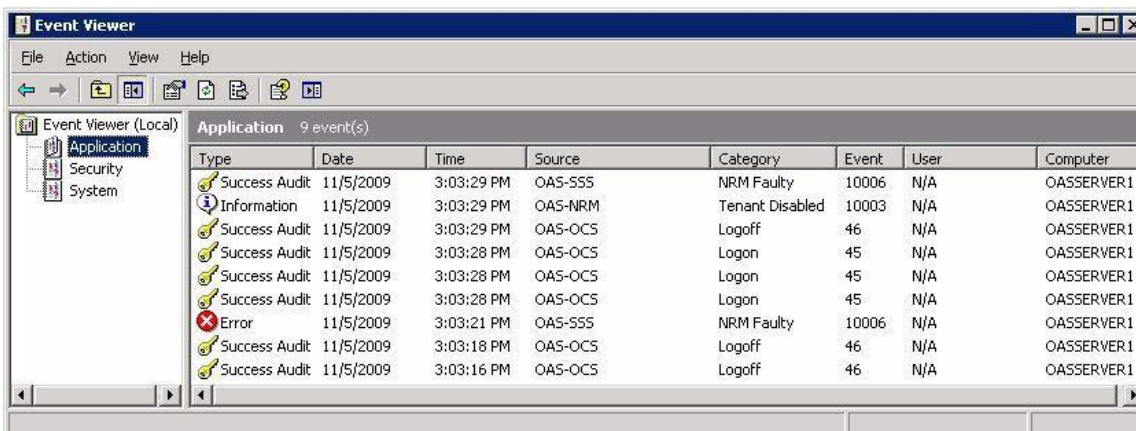 Event Viewer
File Action View Help
Event Viewer (Local)
Application
Security
System
Application 9 event(s)
Type Date Time Source Category Event User Computer
Success Audit 11/5/2009 3:03:29 PM OAS-SSS NRM Faulty 10006 N/A OASSERVER1
Information 11/5/2009 3:03:29 PM OAS-NRM Tenant Disabled 10003 N/A OASSERVER1
Success Audit 11/5/2009 3:03:29 PM OAS-OCS Logoff 46 N/A OASSERVER1
Success Audit 11/5/2009 3:03:28 PM OAS-OCS Logon 45 N/A OASSERVER1
Success Audit 11/5/2009 3:03:28 PM OAS-OCS Logon 45 N/A OASSERVER1
Success Audit 11/5/2009 3:03:28 PM OAS-OCS Logon 45 N/A OASSERVER1
Error 11/5/2009 3:03:21 PM OAS-SSS NRM Faulty 10006 N/A OASSERVER1
Success Audit 11/5/2009 3:03:18 PM OAS-OCS Logoff 46 N/A OASSERVER1
Success Audit 11/5/2009 3:03:16 PM OAS-OCS Logoff 46 N/A OASSERVER1